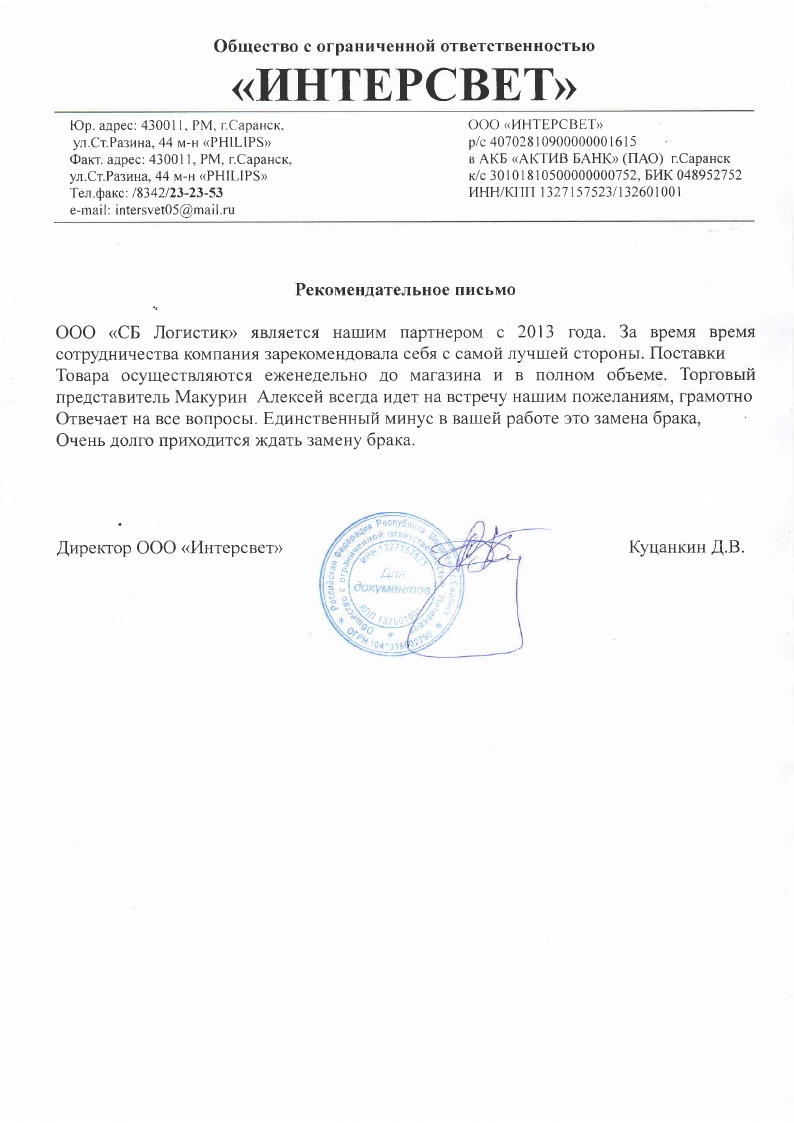 Общество с ограниченной ответственностью
«ИНТЕРСВЕТ»
Юр. адрес: 430011, РМ, г.Саранск,
ул.Ст.Разина, 44 м-н «PHILIPS»
Факт. адрес: 430011, РМ, г.Саранск,
ул.Ст.Разина, 44 м-н «PHILIPS»
Тел.факс: /8342/23-23-53
e-mail: intersvet05@mail.ru
ООО «ИНТЕРСВЕТ»
р/с 40702810900000001615
в АКБ «АКТИВ БАНК» (ПАО) г.Саранск
к/с 30101810500000000752, БИК 048952752
ИНН/КПП 1327157523/132601001
Рекомендательное письмо
ООО «СБ Логистик» является нашим партнером с 2013 года. За время время
сотрудничества компания зарекомендовала себя с самой лучшей стороны. Поставки
Товара осуществляются еженедельно до магазина и в полном объеме. Торговый
представитель Макурин Алексей всегда идет на встречу нашим пожеланиям, грамотно
Отвечает на все вопросы. Единственный минус в вашей работе это замена брака,
Очень долго приходится ждать замену брака.
Директор ООО «Интерсвет»
Куцанкин Д.В.
Российская Федерация Республика
Общество с ограниченной
ИНН 1327157523
Для
документов
КПП
ОГРН